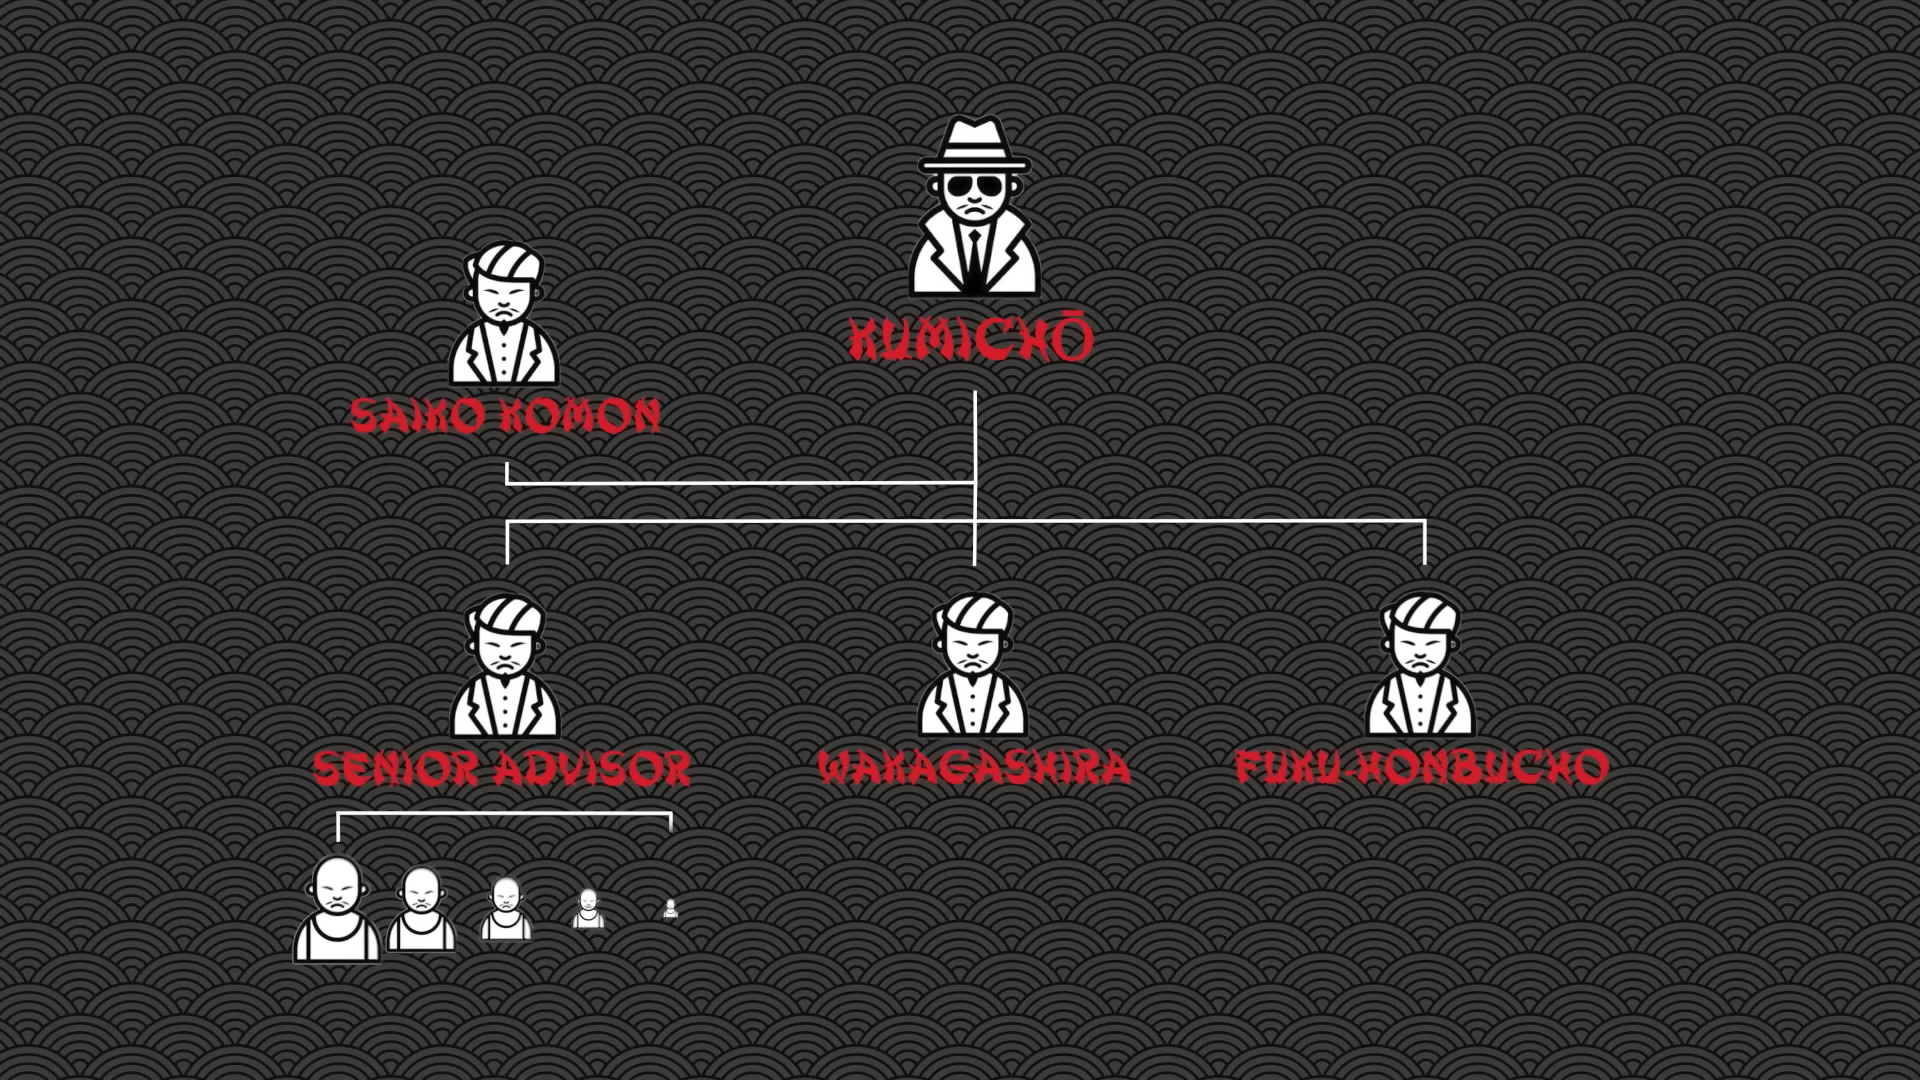 KUMICHŌ
SAIKO KOMON
SENIOR ADVISOR
WAKAGASHIRA
FUKU-HONBUCHO